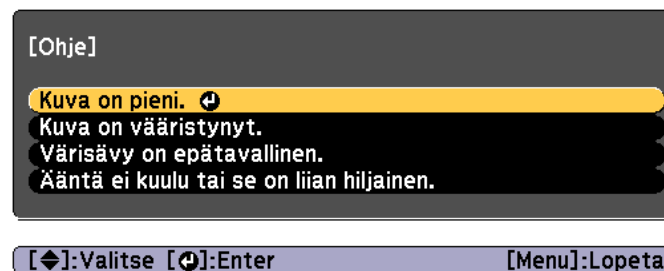 [Ohje]
Kuva on pieni.
Kuva on vääristynyt.
Värisävy on epätavallinen.
Ääntä ei kuulu tai se on liian hiljainen.
[◆]:Valitse [⏎]:Enter [Menu]:Lopeta